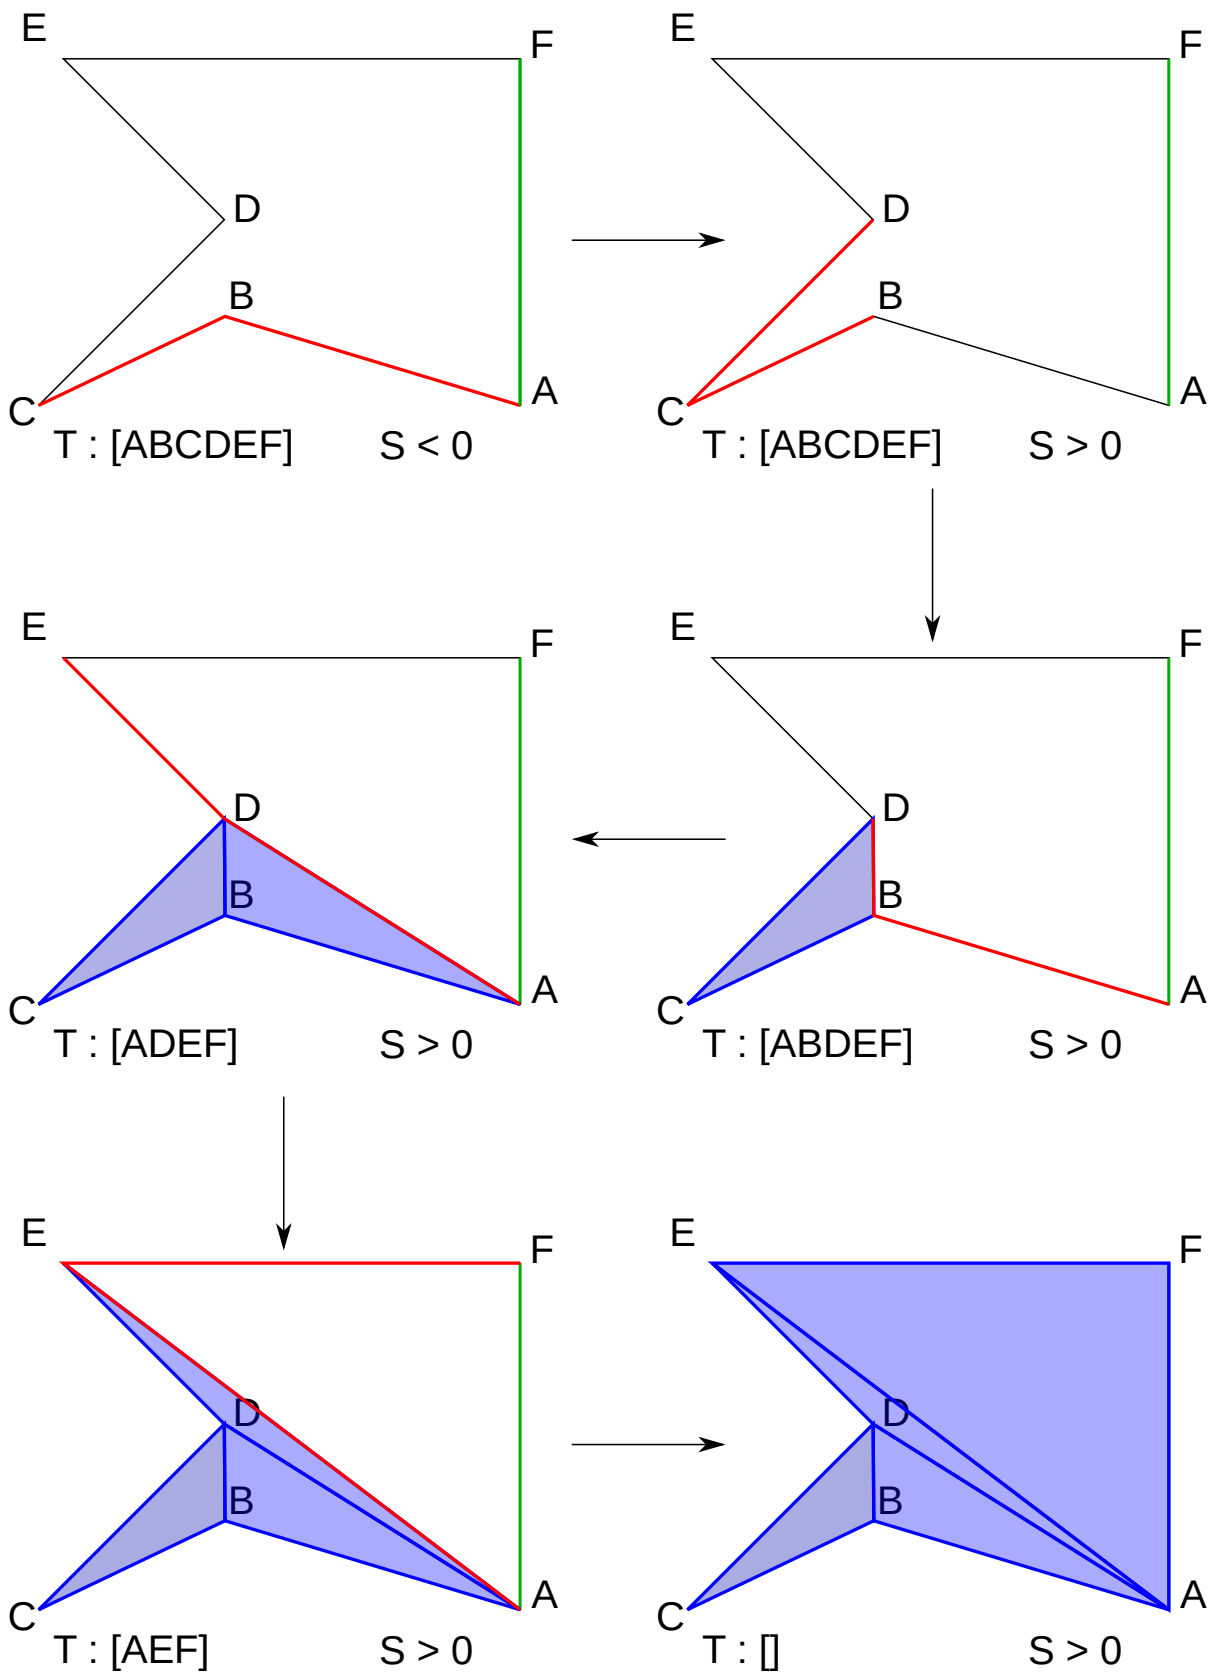 E
F
D
B
A
C
T : [ABCDEF] S < 0
E
F
D
B
A
C
T : [ABCDEF] S > 0
E
F
D
B
A
C
T : [ADEF] S > 0
E
F
D
B
A
C
T : [ABDEF] S > 0
E
F
D
B
A
C
T : [AEF] S > 0
E
F
D
B
A
C
T : [] S > 0